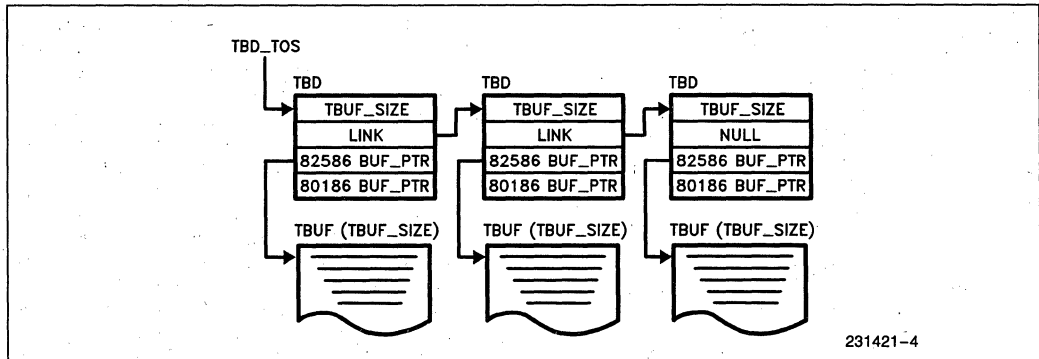 TBD_TOS
TBD TBD TBD
TBUF_SIZE TBUF_SIZE TBUF_SIZE
LINK LINK NULL
82586 BUF_PTR 82586 BUF_PTR 82586 BUF_PTR
80186 BUF_PTR 80186 BUF_PTR 80186 BUF_PTR
TBUF (TBUF_SIZE) TBUF (TBUF_SIZE) TBUF (TBUF_SIZE)
231421-4